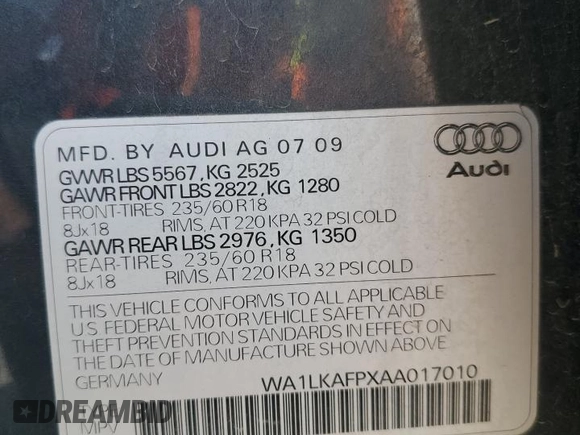 MFD. BY AUDI AG 07 09
GVWR LBS 5567, KG 2525
GAWR FRONT LBS 2822, KG 1280
FRONT-TIRES 235/60 R18
8Jx18 RIMS, AT 220 KPA 32 PSI COLD
GAWR REAR LBS 2976, KG 1350
REAR-TIRES 235/60 R18
8Jx18 RIMS, AT 220 KPA 32 PSI COLD
Audi
THIS VEHICLE CONFORMS TO ALL APPLICABLE
U S FEDERAL MOTOR VEHICLE SAFETY AND
THEFT PREVENTION STANDARDS IN EFFECT ON
THE DATE OF MANUFACTURE SHOWN ABOVE.
GERMANY WA1LKAFPXAA017010
MPV
DREAMBID